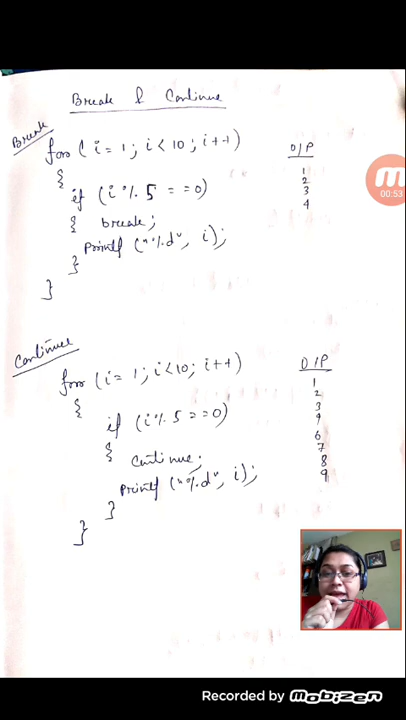 Break & Continue
Break
for ( i = 1 ; i < 10 ; i++)
{
if ( i % 5 == 0)
{ break ;
Printf ("%d", i);
}
}
O/P
1
2
3
4
00:53
Continue
for (i = 1 ; i < 10 ; i++)
{
if (i % 5 == 0)
{
continue;
Printf ("%d", i);
}
}
O/P
1
2
3
4
6
7
8
9
Recorded by MOBIZEN